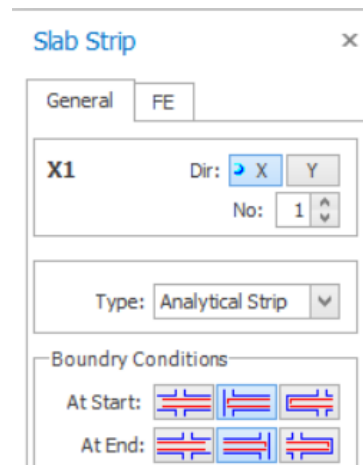 Slab Strip
General FE
X1 Dir: X Y
No: 1
Type: Analytical Strip
Boundry Conditions
At Start:
At End: